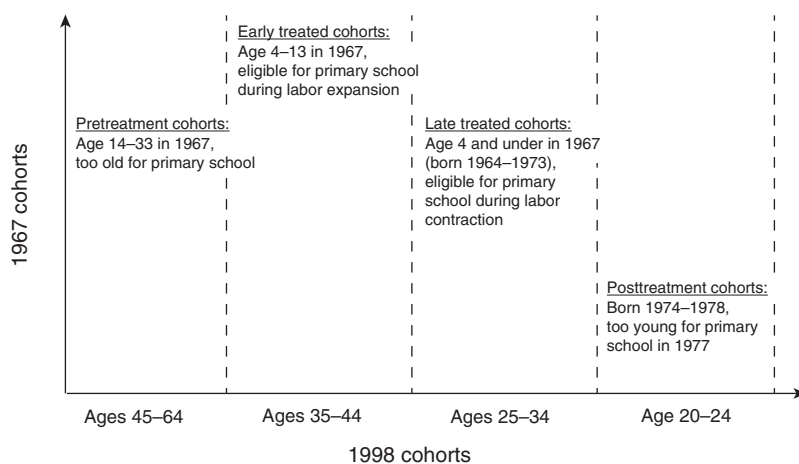 Early treated cohorts:
Age 4–13 in 1967,
eligible for primary school
during labor expansion
Pretreatment cohorts:
Age 14–33 in 1967,
too old for primary school
Late treated cohorts:
Age 4 and under in 1967
(born 1964–1973),
eligible for primary
school during labor
contraction
Posttreatment cohorts:
Born 1974–1978,
too young for primary
school in 1977
1967 cohorts
Ages 45–64
Ages 35–44
Ages 25–34
Age 20–24
1998 cohorts